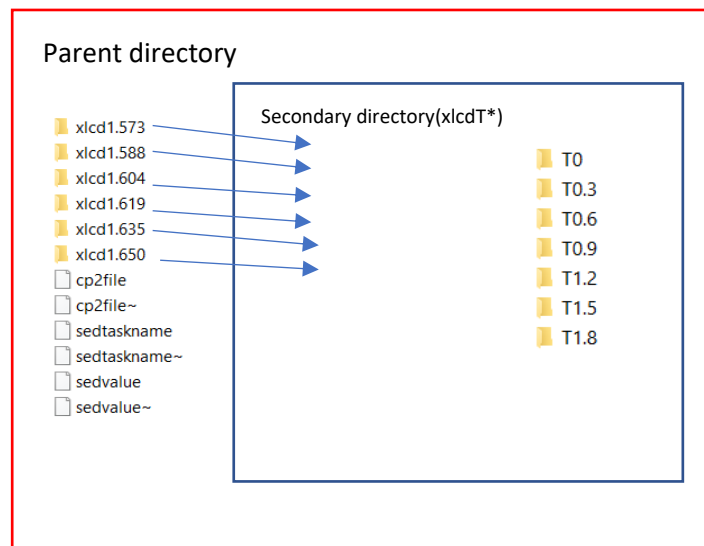 Parent directory
Secondary directory(xlcdT*)
xlcd1.573
xlcd1.588
xlcd1.604
xlcd1.619
xlcd1.635
xlcd1.650
cp2file
cp2file~
sedtaskname
sedtaskname~
sedvalue
sedvalue~
T0
T0.3
T0.6
T0.9
T1.2
T1.5
T1.8